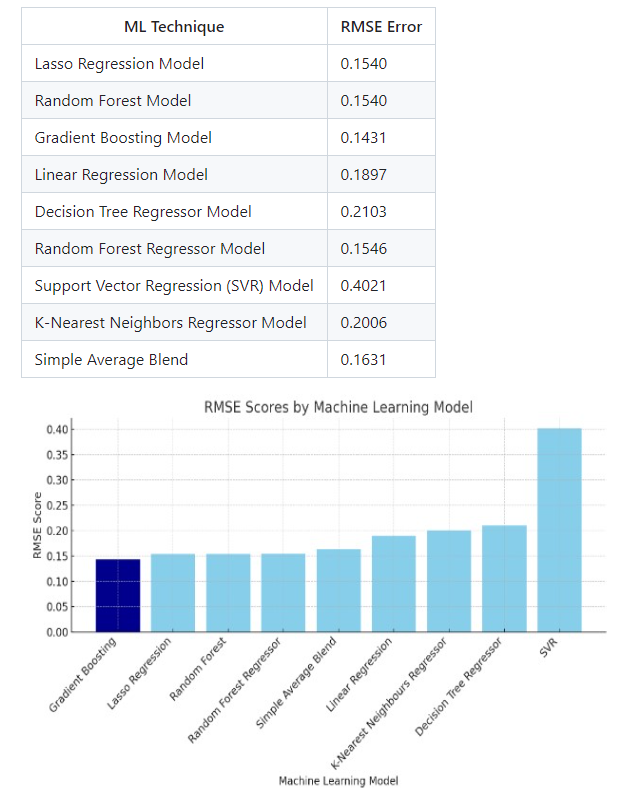 ML Technique RMSE Error
Lasso Regression Model 0.1540
Random Forest Model 0.1540
Gradient Boosting Model 0.1431
Linear Regression Model 0.1897
Decision Tree Regressor Model 0.2103
Random Forest Regressor Model 0.1546
Support Vector Regression (SVR) Model 0.4021
K-Nearest Neighbors Regressor Model 0.2006
Simple Average Blend 0.1631
RMSE Scores by Machine Learning Model
RMSE Score
0.40
0.35
0.30
0.25
0.20
0.15
0.10
0.05
0.00
Gradient Boosting
Lasso Regression
Random Forest
Random Forest Regressor
Simple Average Blend
Linear Regression
K-Nearest Neighbours Regressor
Decision Tree Regressor
SVR
Machine Learning Model